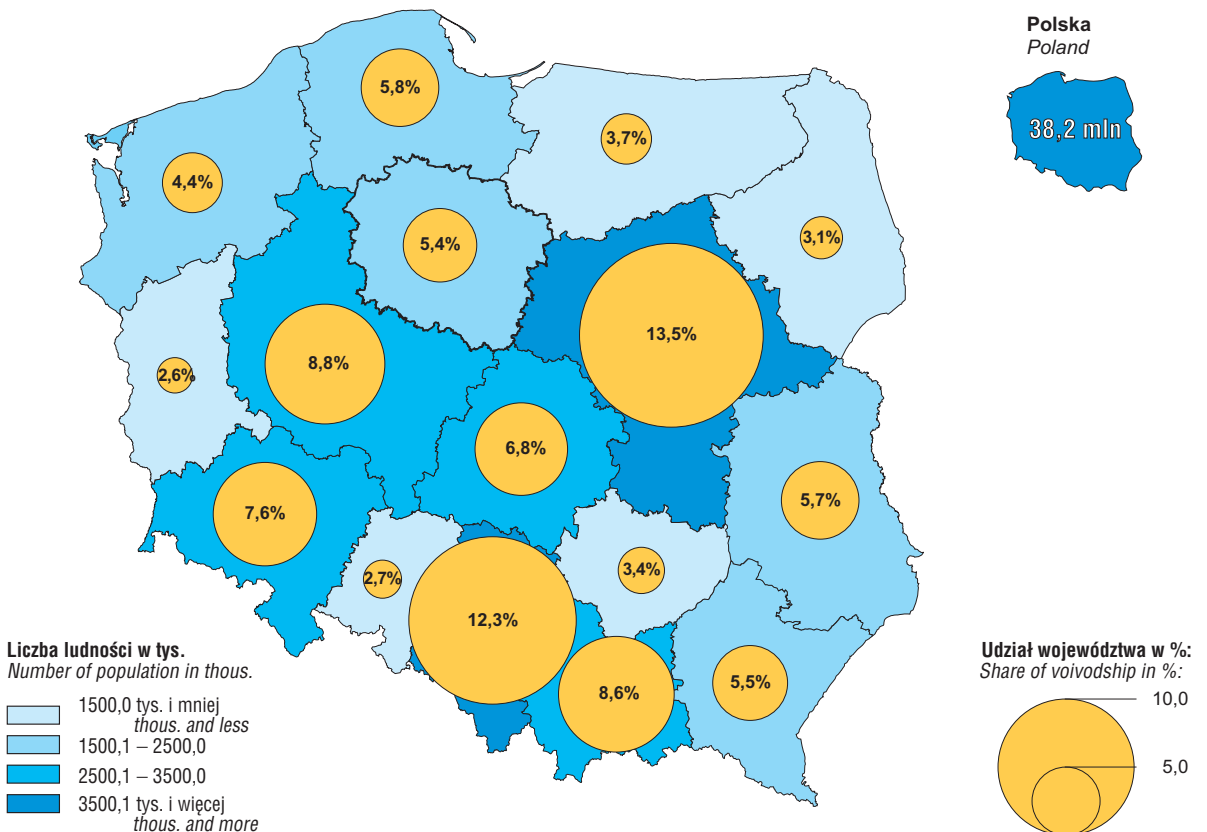 Polska
Poland
38,2 mln
5,8%
3,7%
4,4%
5,4%
3,1%
13,5%
8,8%
2,6%
6,8%
5,7%
7,6%
2,7%
3,4%
12,3%
8,6%
5,5%
Liczba ludności w tys.
Number of population in thous.
1500,0 tys. i mniej
thous. and less
1500,1 – 2500,0
2500,1 – 3500,0
3500,1 tys. i więcej
thous. and more
Udział województwa w %:
Share of voivodship in %:
10,0
5,0